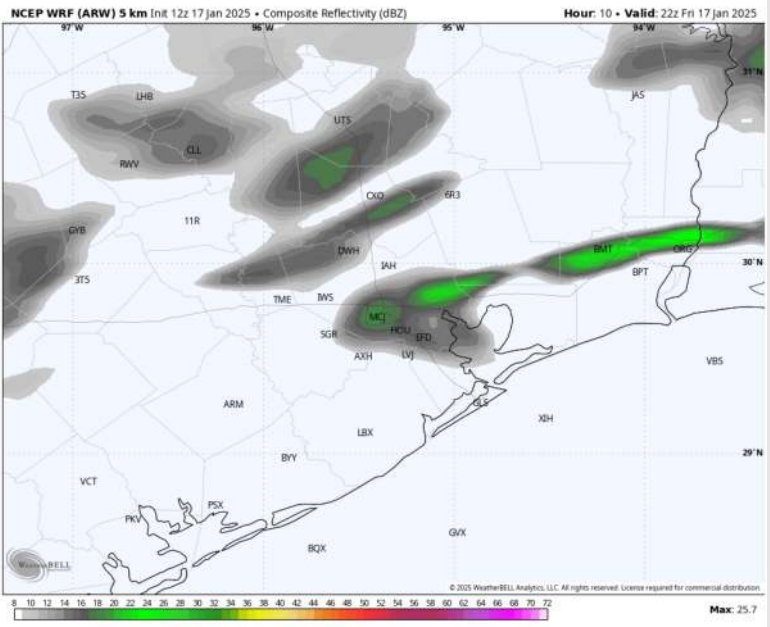 NCEP WRF (ARW) 5 km Init 12z 17 Jan 2025 • Composite Reflectivity (dBZ) Hour: 10 • Valid: 22z Fri 17 Jan 2025
97°W 96°W 95°W 94°W
31°N
T35 LHB JAS
UTS
CLL
RWV
CXO 6R3
11R
GYB
BMT ORG
DWH
IAH 30°N
BPT
3T5
TME IWS
MCJ
SGR HOU EFD
AXH LVJ
VBS
ARM GLS
XIH
LBX
29°N
BYY
VCT
PSX
PKV
GVX
BQX
WEATHERBELL
© 2025 WeatherBELL Analytics, LLC. All rights reserved. License required for commercial distribution.
8 10 12 14 16 17 18 19 20 22 24 26 28 30 32 34 36 38 40 42 44 46 48 50 52 54 56 58 60 62 64 66 68 70 72 Max: 25.7